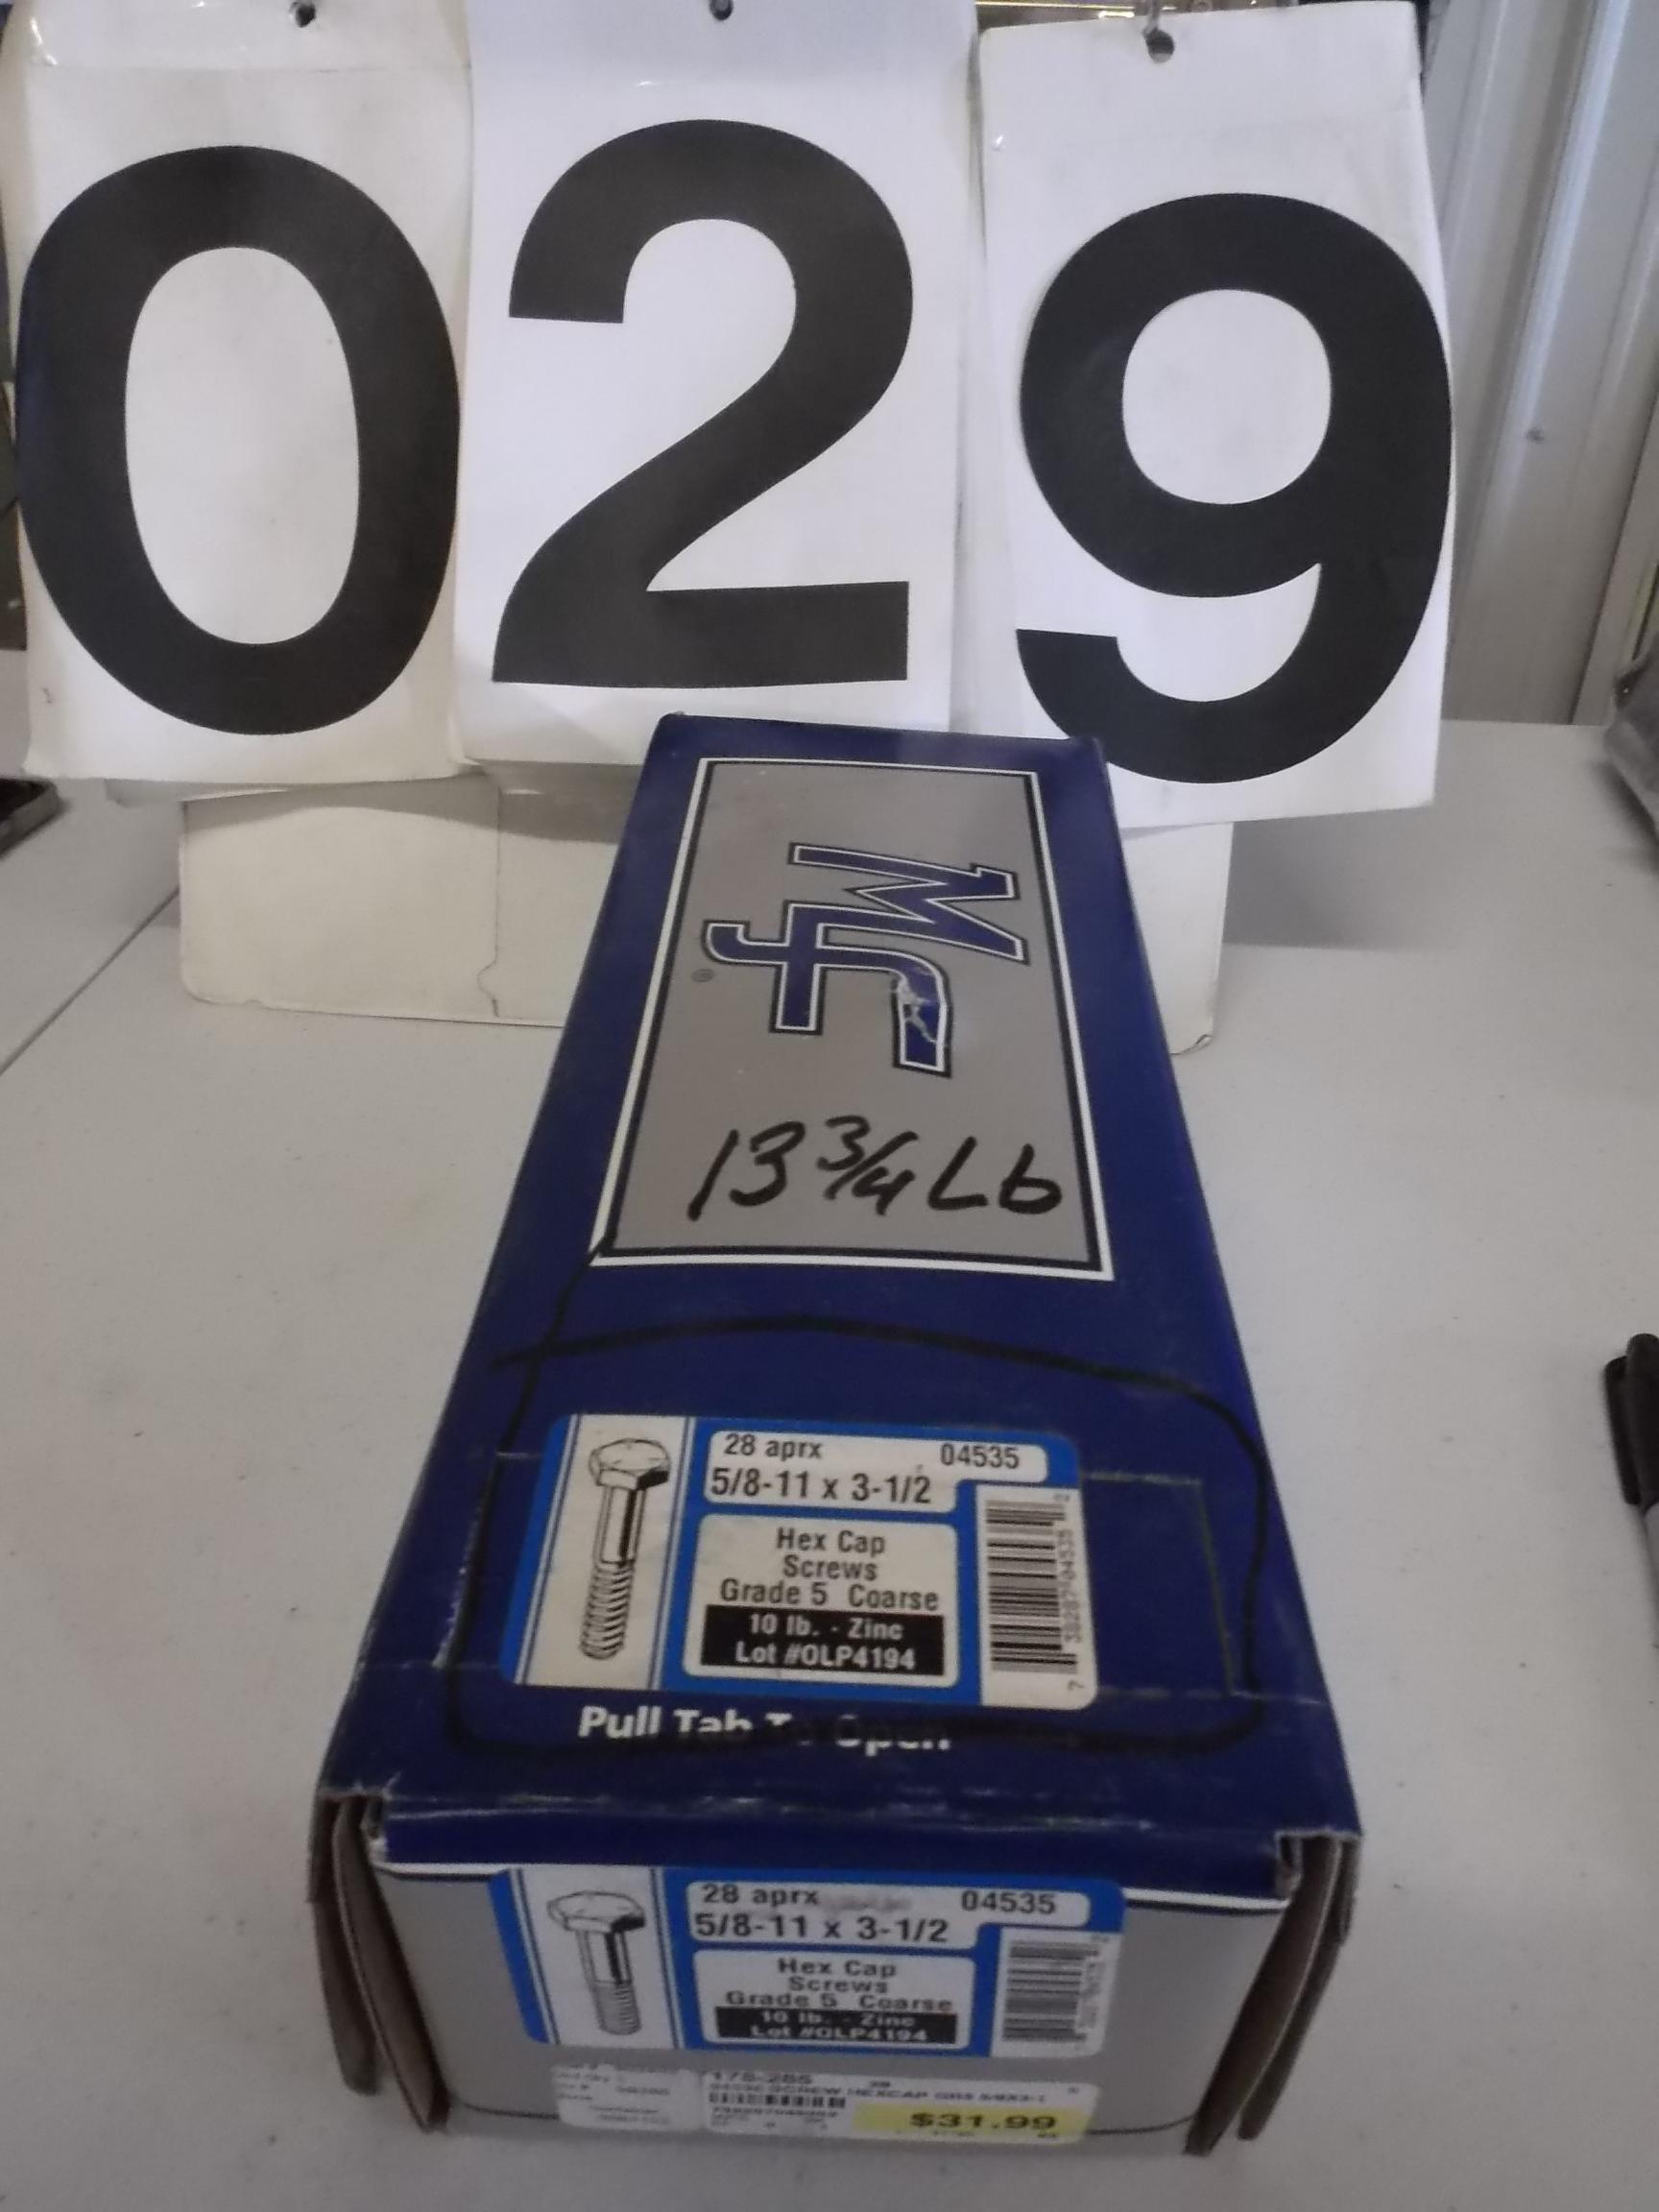 029
MF
®
13 3/4 Lb
28 aprx 04535
5/8-11 x 3-1/2
Hex Cap
Screws
Grade 5 Coarse
10 lb. - Zinc
Lot #OLP4194
Pull Tab To Open
28 aprx 04535
5/8-11 x 3-1/2
Hex Cap
Screws
Grade 5 Coarse
10 lb. - Zinc
Lot #OLP4194
$31.99